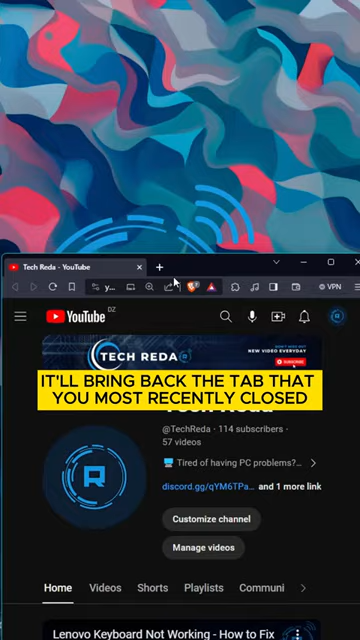 Tech Reda - YouTube
y...
VPN
YouTube
DZ
NEW VIDEO EVERYDAY
TECH REDA
SUBSCRIBE
IT'LL BRING BACK THE TAB THAT
YOU MOST RECENTLY CLOSED
@TechReda · 114 subscribers ·
57 videos
Tired of having PC problems?...
discord.gg/qYM6TPa... and 1 more link
Customize channel
Manage videos
Home Videos Shorts Playlists Communi
Lenovo Keyboard Not Working - How to Fix